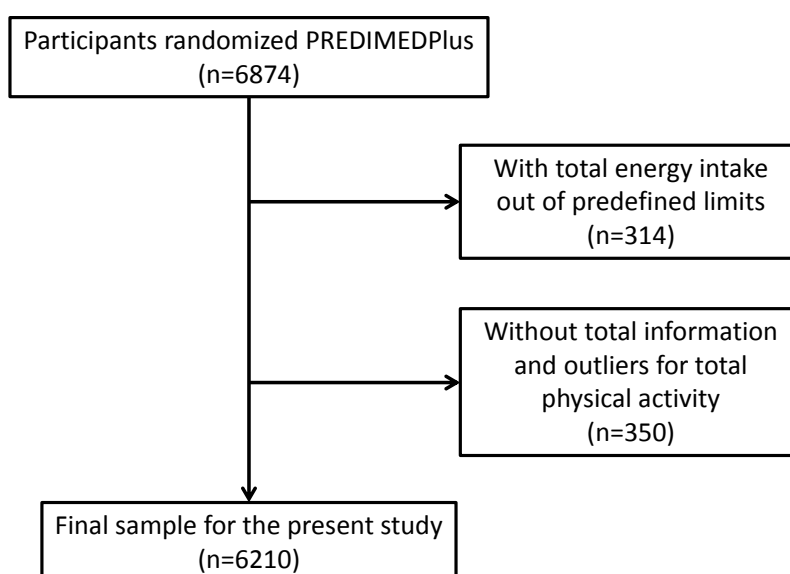 Participants randomized PREDIMEDPlus
(n=6874)
With total energy intake
out of predefined limits
(n=314)
Without total information
and outliers for total
physical activity
(n=350)
Final sample for the present study
(n=6210)